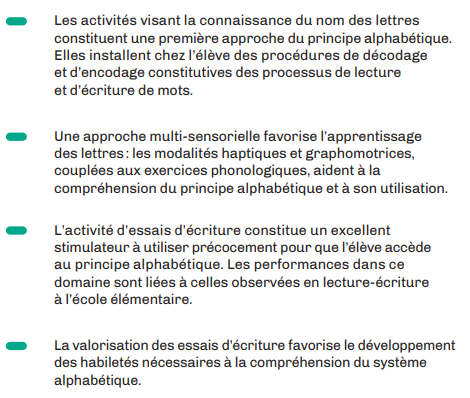 Les activités visant la connaissance du nom des lettres
constituent une première approche du principe alphabétique.
Elles installent chez l’élève des procédures de décodage
et d’encodage constitutives des processus de lecture
et d’écriture de mots.
Une approche multi-sensorielle favorise l’apprentissage
des lettres : les modalités haptiques et graphomotrices,
couplées aux exercices phonologiques, aident à la
compréhension du principe alphabétique et à son utilisation.
L’activité d’essais d’écriture constitue un excellent
stimulateur à utiliser précocement pour que l’élève accède
au principe alphabétique. Les performances dans ce
domaine sont liées à celles observées en lecture-écriture
à l’école élémentaire.
La valorisation des essais d’écriture favorise le développement
des habiletés nécessaires à la compréhension du système
alphabétique.